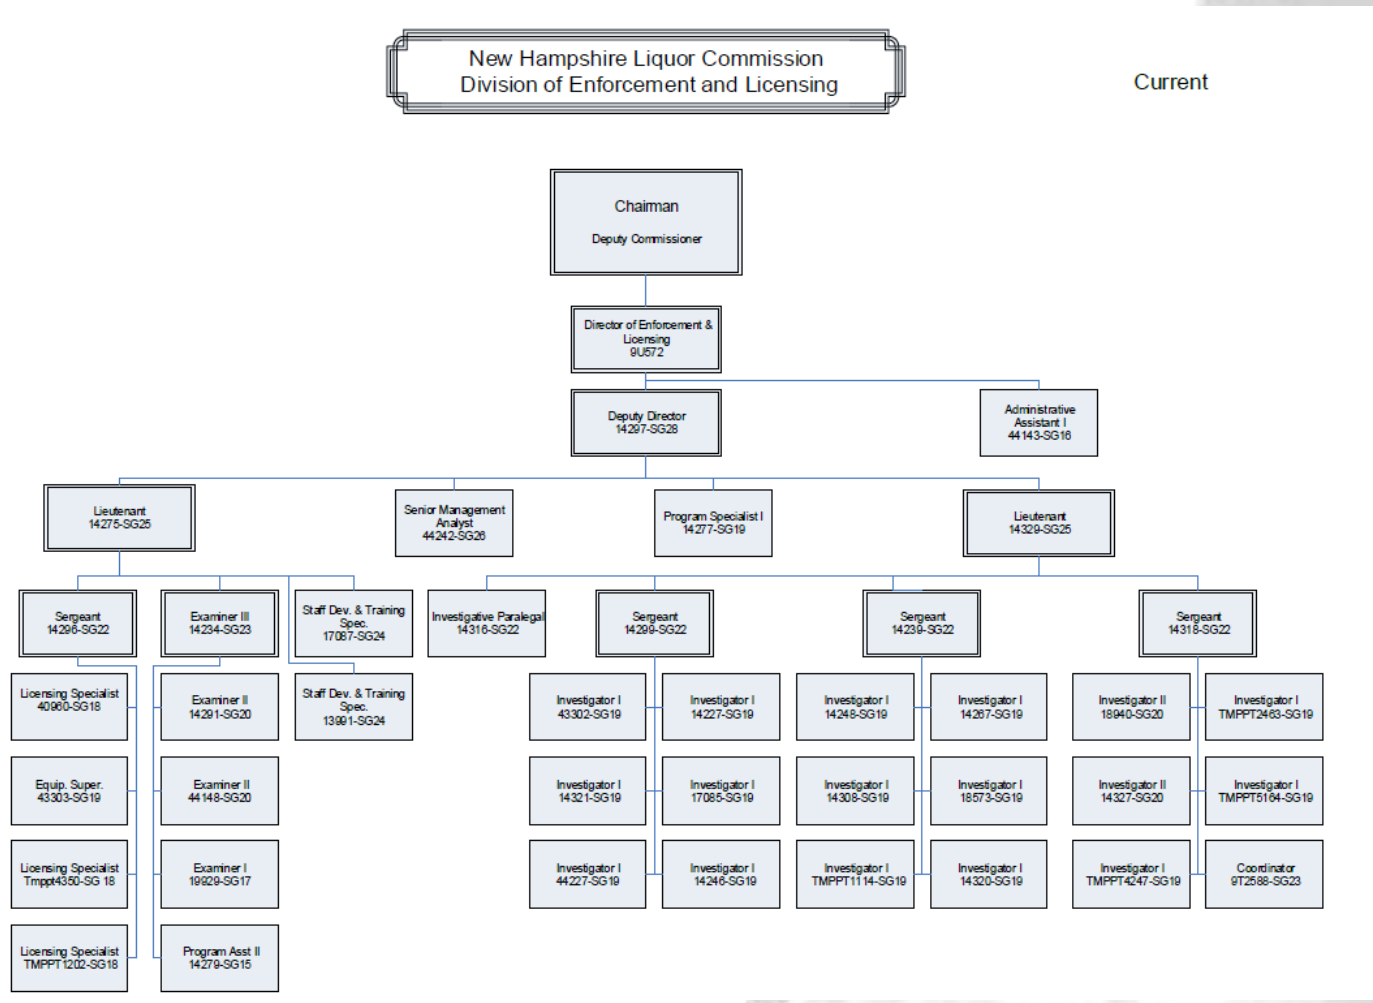 New Hampshire Liquor Commission
Division of Enforcement and Licensing
Current
Chairman
Deputy Commissioner
Director of Enforcement &
Licensing
9U572
Deputy Director
14297-SG28
Administrative
Assistant I
44143-SG16
Lieutenant
14275-SG25
Senior Management
Analyst
44242-SG26
Program Specialist I
14277-SG19
Lieutenant
14329-SG25
Sergeant
14296-SG22
Examiner III
14234-SG23
Staff Dev. & Training
Spec.
17087-SG24
Investigative Paralegal
14316-SG22
Sergeant
14299-SG22
Sergeant
14239-SG22
Sergeant
14318-SG22
Licensing Specialist
40960-SG18
Examiner II
14291-SG20
Staff Dev. & Training
Spec.
13991-SG24
Investigator I
43302-SG19
Investigator I
14227-SG19
Investigator I
14248-SG19
Investigator I
14267-SG19
Investigator II
18940-SG20
Investigator I
TMPPT2463-SG19
Equip. Super.
43303-SG19
Examiner II
44148-SG20
Investigator I
14321-SG19
Investigator I
17085-SG19
Investigator I
14308-SG19
Investigator I
18573-SG19
Investigator II
14327-SG20
Investigator I
TMPPT5164-SG19
Licensing Specialist
Tmppt4350-SG 18
Examiner I
19929-SG17
Investigator I
44227-SG19
Investigator I
14246-SG19
Investigator I
TMPPT1114-SG19
Investigator I
14320-SG19
Investigator I
TMPPT4247-SG19
Coordinator
9T2588-SG23
Licensing Specialist
TMPPT1202-SG18
Program Asst II
14279-SG15